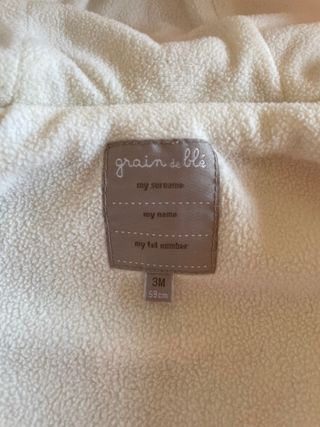 grain de blé
my surname
my name
my tel number
3M
59cm